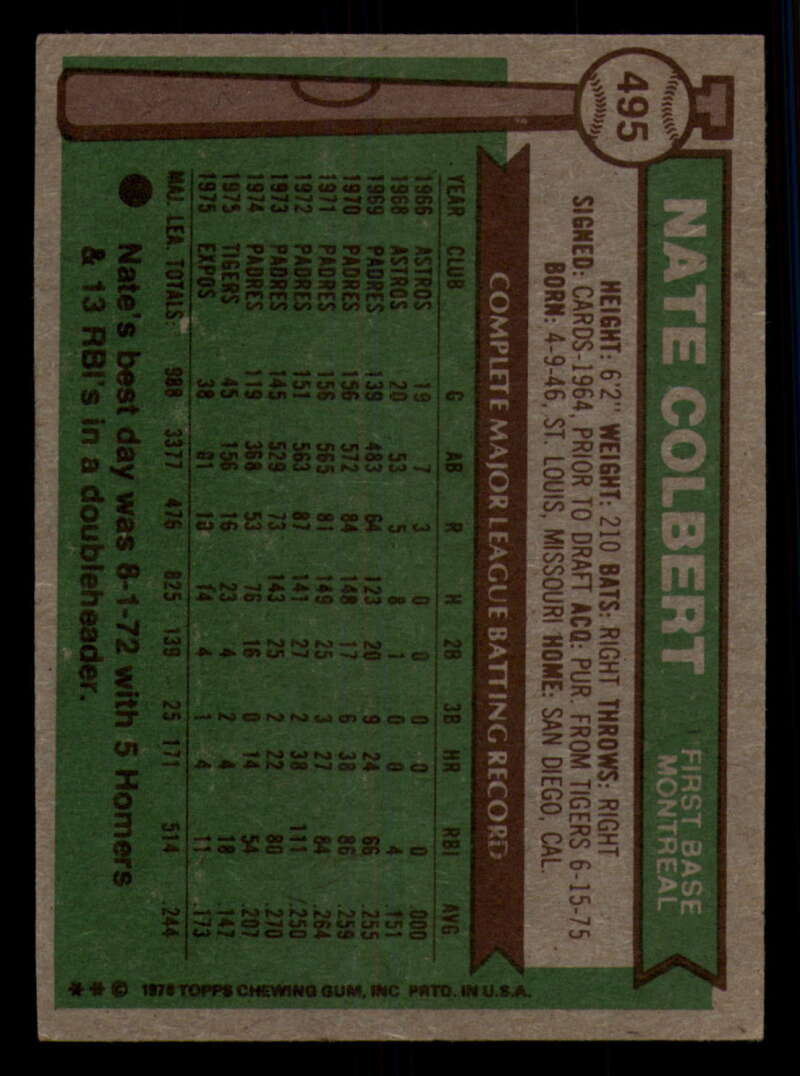 495
NATE COLBERT
FIRST BASE
MONTREAL
HEIGHT: 6'2" WEIGHT: 210 BATS: RIGHT THROWS: RIGHT
SIGNED: CARDS-1964, PRIOR TO DRAFT ACQ: PUR. FROM TIGERS 6-15-75
BORN: 4-9-46, ST. LOUIS, MISSOURI HOME: SAN DIEGO, CAL.
COMPLETE MAJOR LEAGUE BATTING RECORD
YEAR CLUB G AB R H 2B 3B HR RBI AVG
1966 ASTROS 19 7 3 0 0 0 0 0 .000
1968 ASTROS 20 53 5 8 1 0 0 4 .151
1969 PADRES 139 483 64 123 20 9 24 66 .255
1970 PADRES 156 572 84 148 17 6 38 86 .259
1971 PADRES 156 565 81 149 25 3 27 84 .264
1972 PADRES 151 563 87 141 27 2 38 111 .250
1973 PADRES 145 529 73 143 25 2 22 80 .270
1974 PADRES 119 368 53 76 16 0 14 54 .207
1975 TIGERS 45 156 16 23 4 2 4 18 .147
1975 EXPOS 38 81 10 14 4 1 4 11 .173
MAJ. LEA. TOTALS: 988 3377 476 825 139 25 171 514 .244
Nate's best day was 8-1-72 with 5 Homers
& 13 RBI's in a doubleheader.
** © 1976 TOPPS CHEWING GUM, INC PRTD. IN U.S.A.